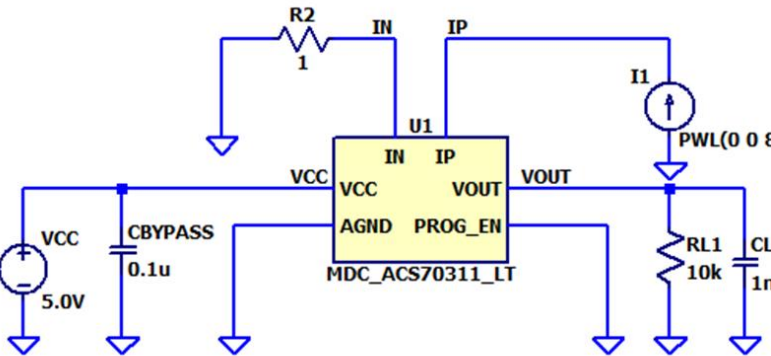 R2
IN
IP
1
I1
U1
PWL(0 0 8
IN
IP
VCC
VCC
VOUT
VOUT
VCC
CBYPASS
AGND
PROG_EN
RL1
CL
0.1u
MDC_ACS70311_LT
10k
5.0V